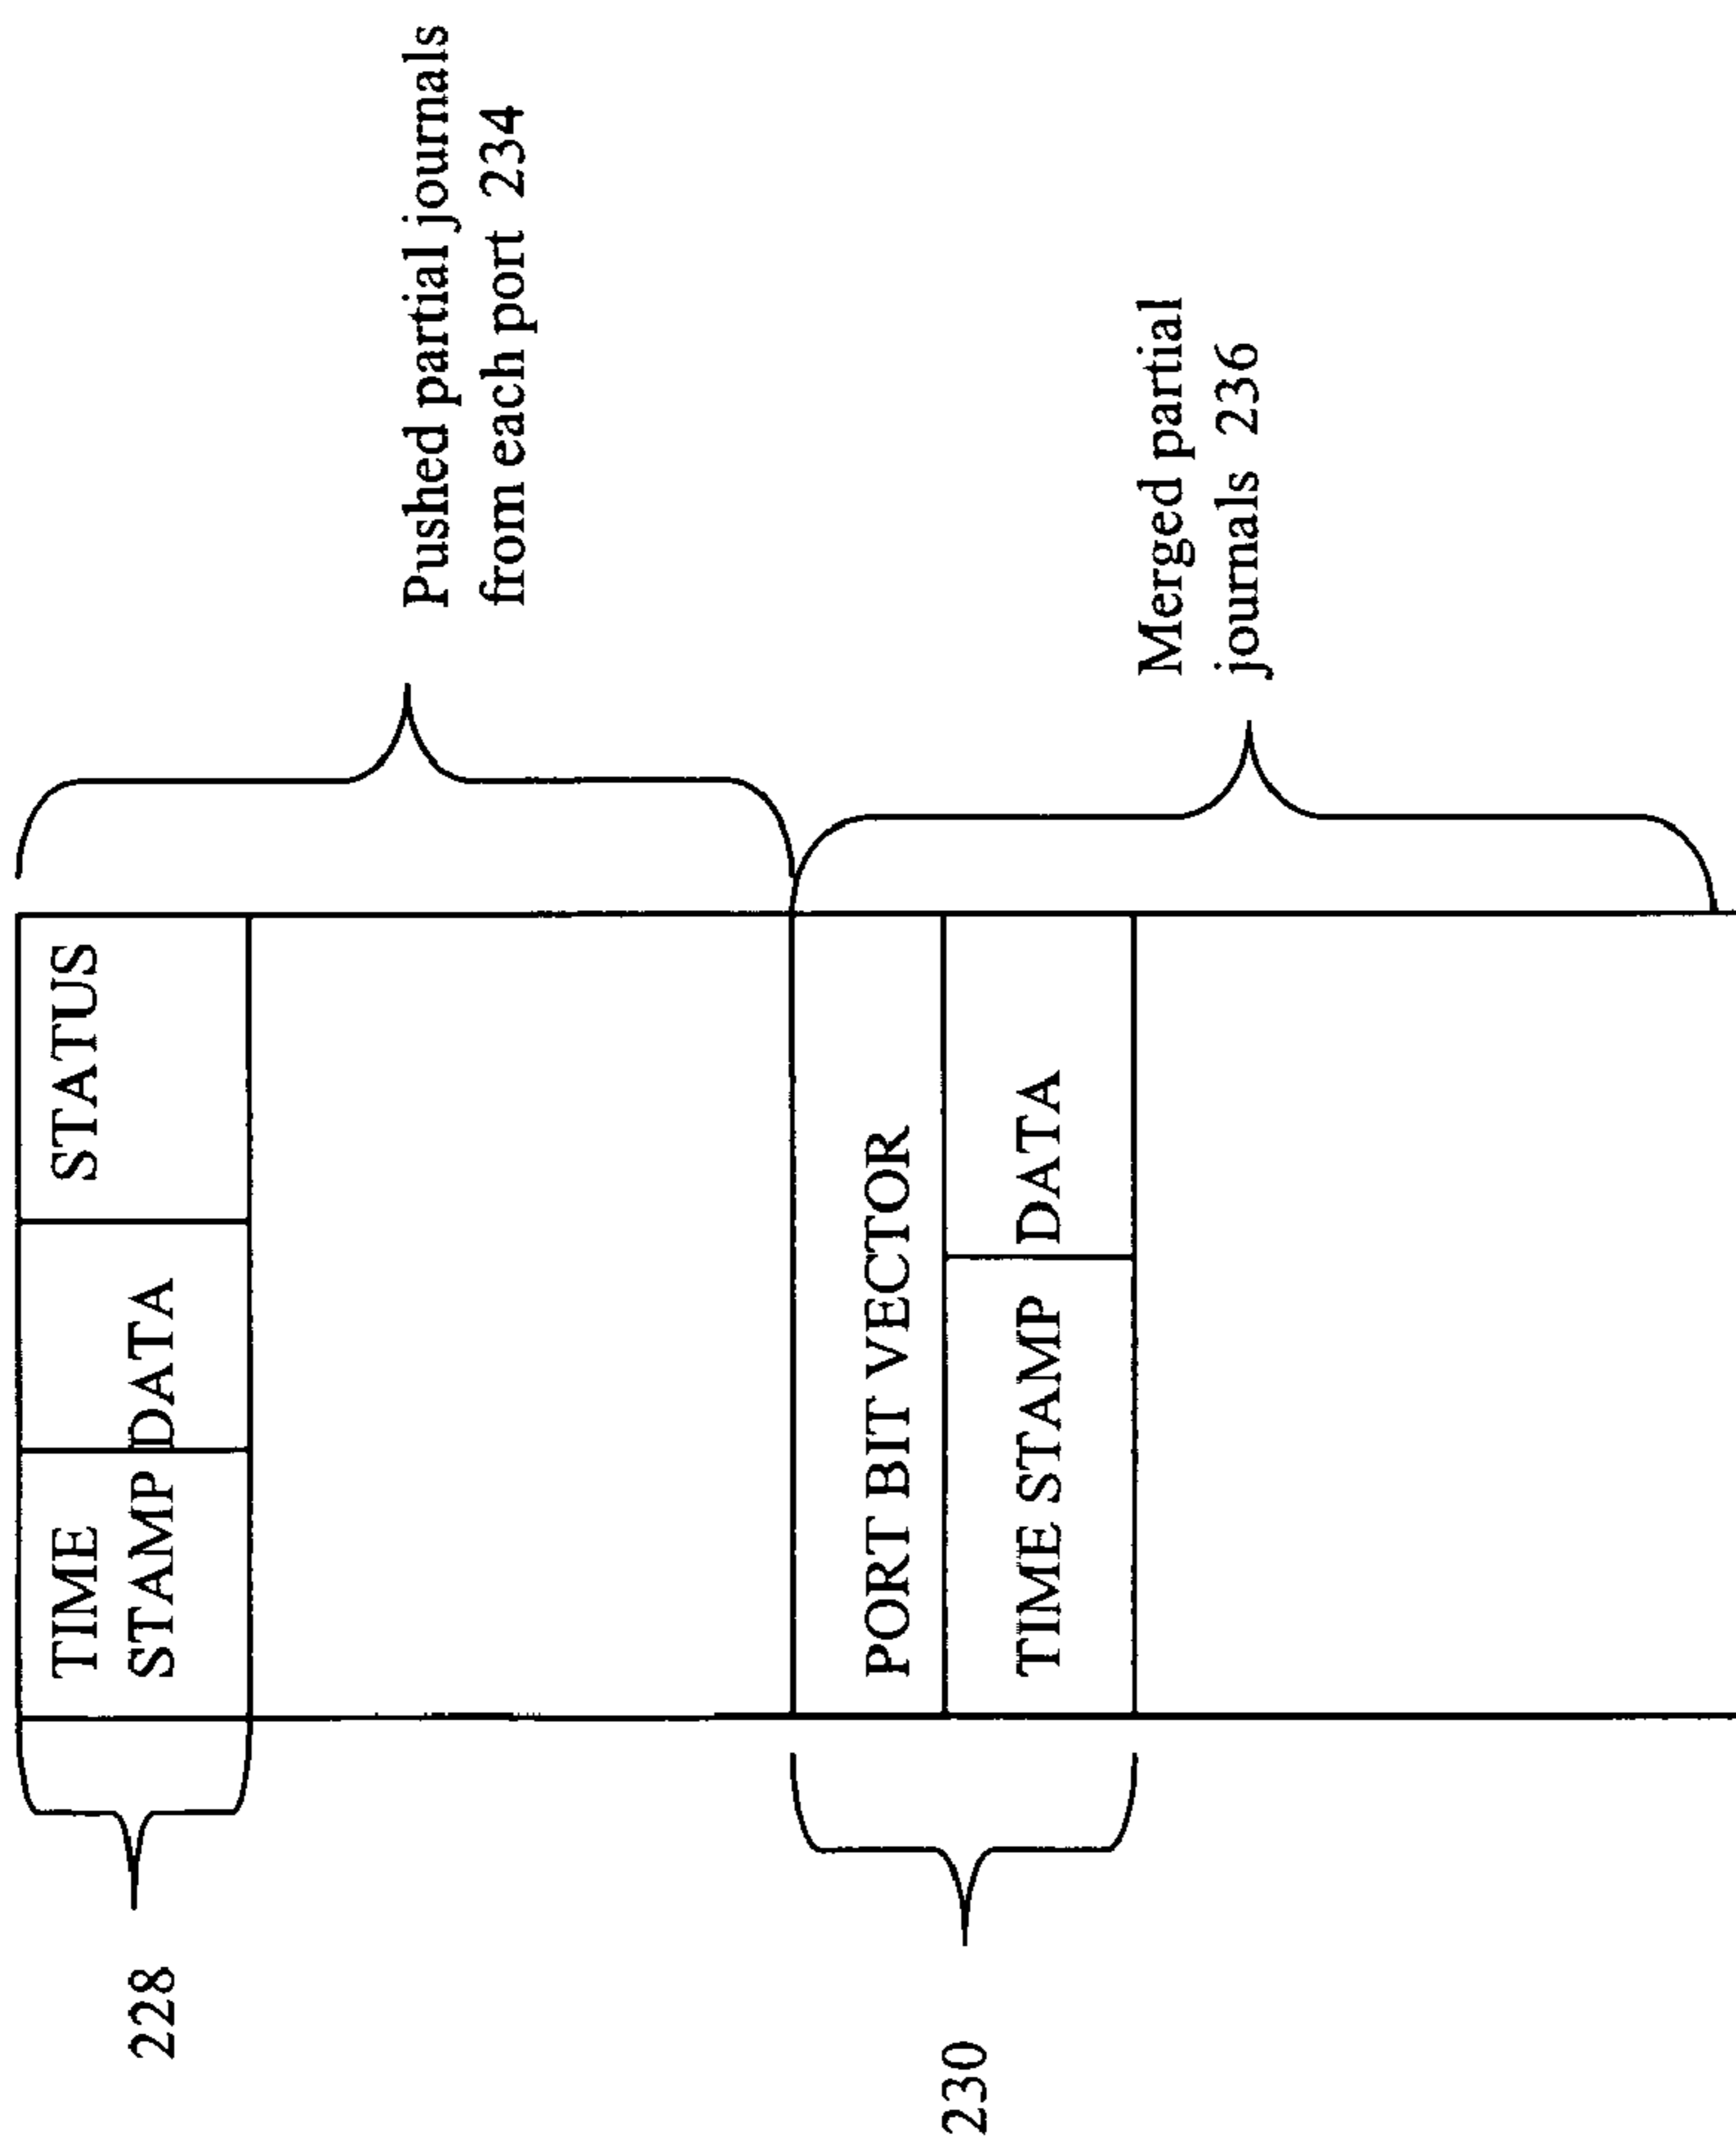 228
TIME
STAMP
DATA
STATUS
Pushed partial journals
from each port 234
230
PORT BIT VECTOR
TIME STAMP
DATA
Merged partial
journals 236